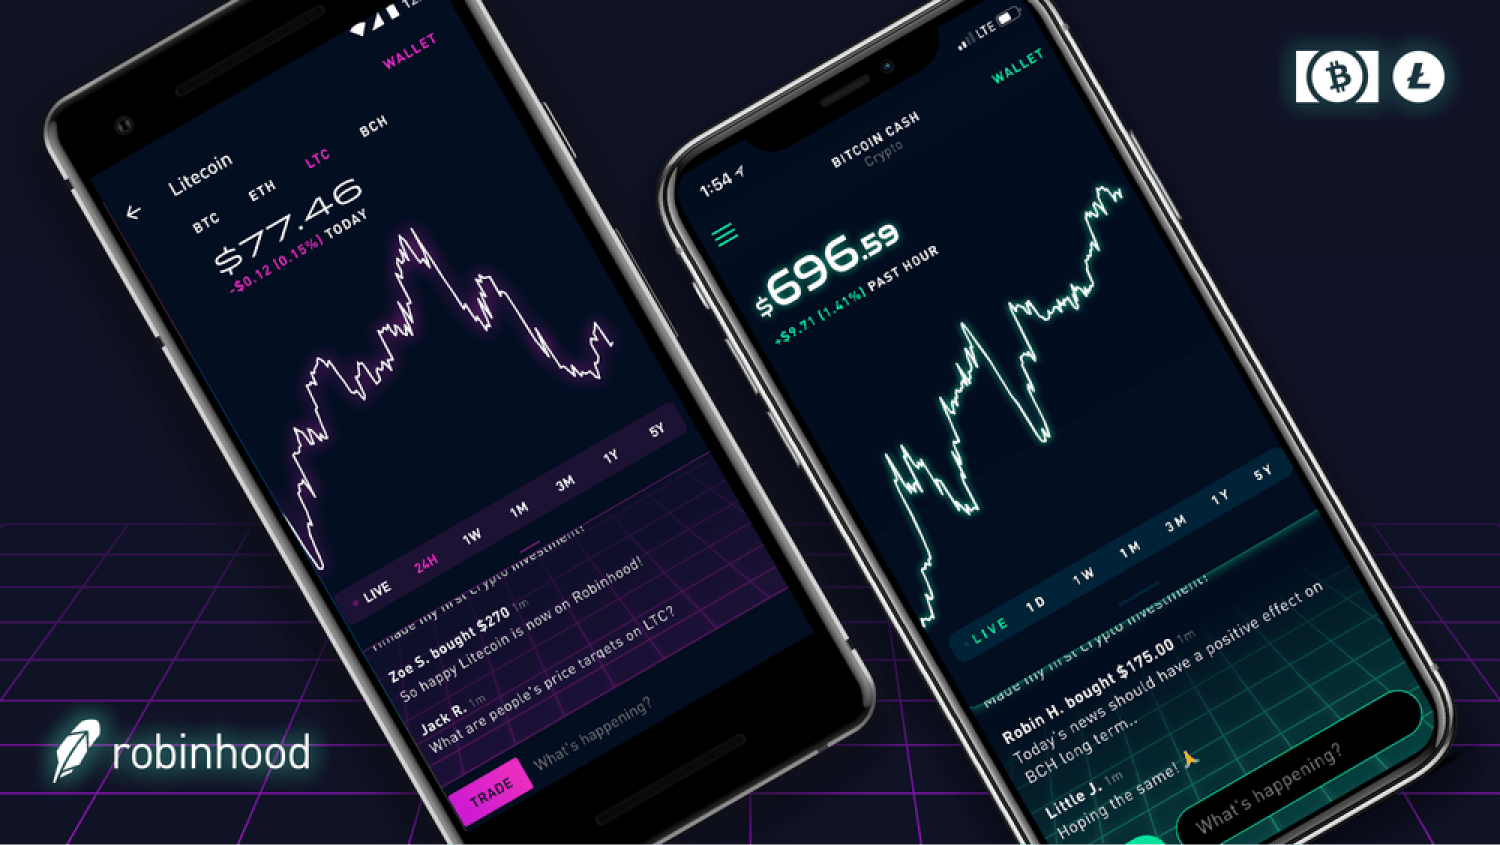 12:
WALLET
Litecoin
BTC ETH LTC BCH
$77.46
-$0.12 (0.15%) TODAY
LIVE 24H 1W 1M 3M 1Y 5Y
made my first crypto investment!
Zoe S. bought $270 1m
So happy Litecoin is now on Robinhood!
Jack R. 1m
What are people's price targets on LTC?
TRADE
What's happening?
1:54
LTE
WALLET
BITCOIN CASH
Crypto
$696.59
+$9.71 (1.41%) PAST HOUR
LIVE 1D 1W 1M 3M 1Y 5Y
Made my first crypto investment!
Robin H. bought $175.00 1m
Today's news should have a positive effect on
BCH long term..
Little J. 1m
Hoping the same! 🙏
What's happening?
robinhood